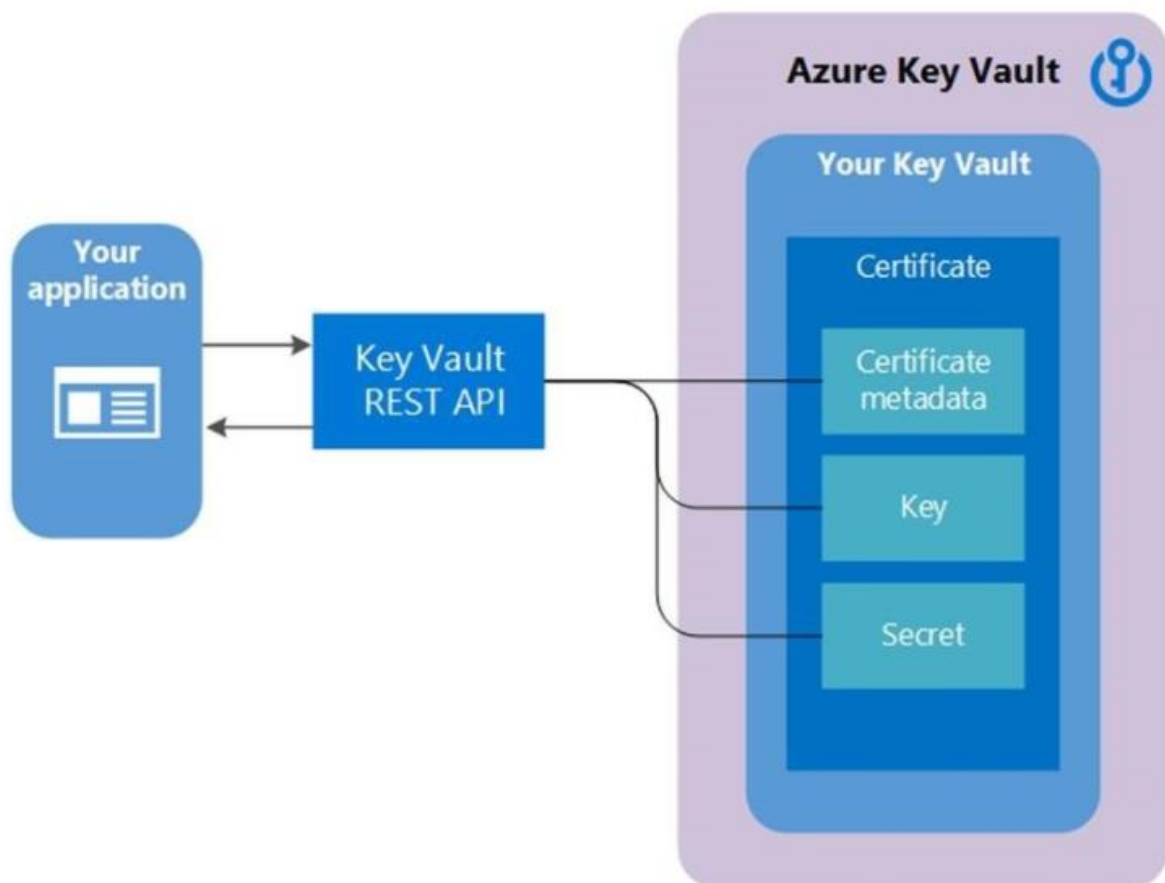 Azure Key Vault
Your Key Vault
Your
application
Certificate
Key Vault
REST API
Certificate
metadata
Key
Secret